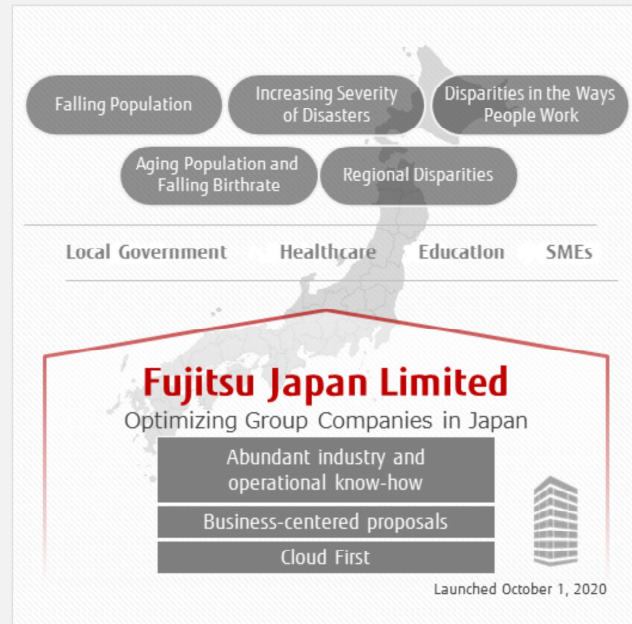 Falling Population
Increasing Severity
of Disasters
Disparities in the Ways
People Work
Aging Population and
Falling Birthrate
Regional Disparities
Local Government Healthcare Education SMEs
Fujitsu Japan Limited
Optimizing Group Companies in Japan
Abundant industry and
operational know-how
Business-centered proposals
Cloud First
Launched October 1, 2020